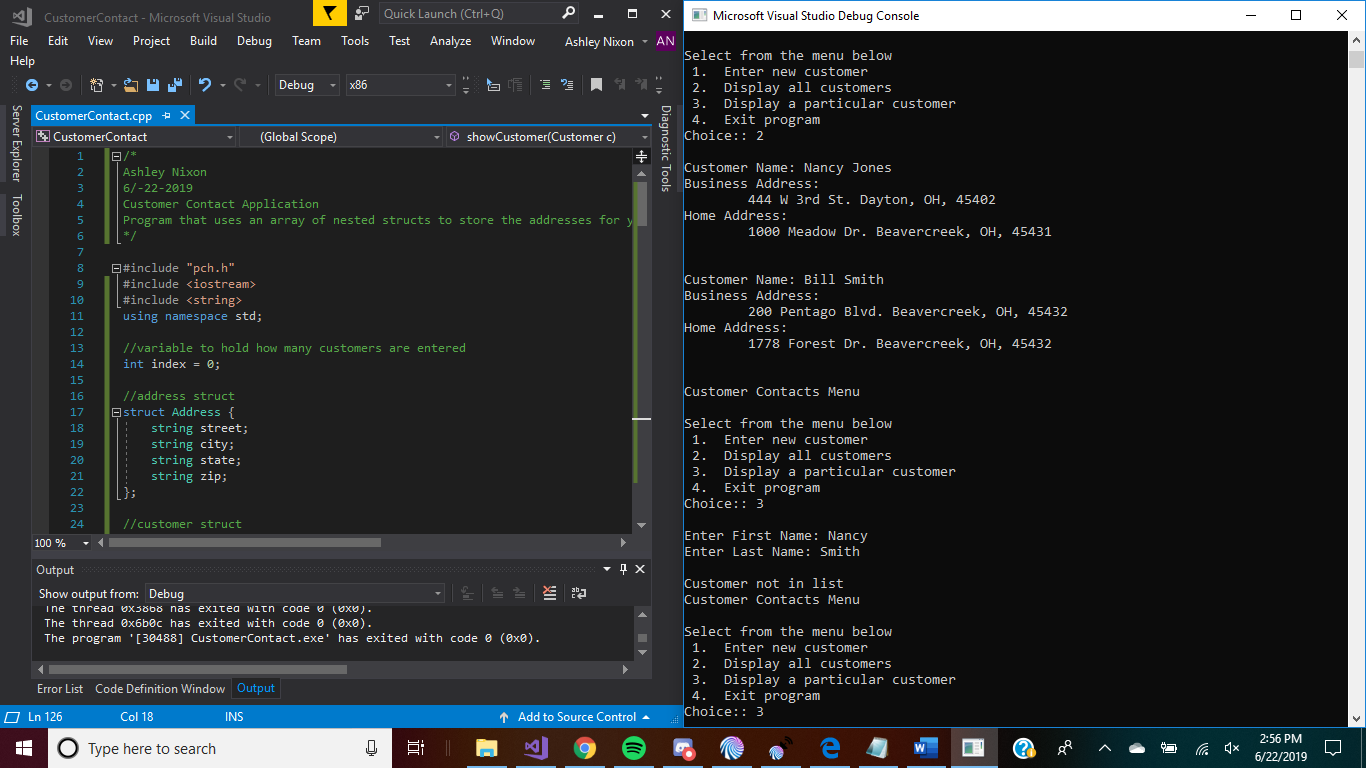 CustomerContact - Microsoft Visual Studio
Quick Launch (Ctrl+Q)
File Edit View Project Build Debug Team Tools Test Analyze Window Ashley Nixon AN
Help
Debug x86
Server Explorer
Toolbox
CustomerContact.cpp
CustomerContact (Global Scope) showCustomer(Customer c)
Diagnostic Tools
1 /*
2 Ashley Nixon
3 6/-22-2019
4 Customer Contact Application
5 Program that uses an array of nested structs to store the addresses for y
6 */
7
8 #include "pch.h"
9 #include <iostream>
10 #include <string>
11 using namespace std;
12
13 //variable to hold how many customers are entered
14 int index = 0;
15
16 //address struct
17 struct Address {
18 string street;
19 string city;
20 string state;
21 string zip;
22 };
23
24 //customer struct
100 %
Output
Show output from: Debug
The thread 0x3868 has exited with code 0 (0x0).
The thread 0x6b0c has exited with code 0 (0x0).
The program '[30488] CustomerContact.exe' has exited with code 0 (0x0).
Error List Code Definition Window Output
Ln 126 Col 18 INS Add to Source Control
Microsoft Visual Studio Debug Console
Select from the menu below
1. Enter new customer
2. Display all customers
3. Display a particular customer
4. Exit program
Choice:: 2
Customer Name: Nancy Jones
Business Address:
444 W 3rd St. Dayton, OH, 45402
Home Address:
1000 Meadow Dr. Beavercreek, OH, 45431
Customer Name: Bill Smith
Business Address:
200 Pentago Blvd. Beavercreek, OH, 45432
Home Address:
1778 Forest Dr. Beavercreek, OH, 45432
Customer Contacts Menu
Select from the menu below
1. Enter new customer
2. Display all customers
3. Display a particular customer
4. Exit program
Choice:: 3
Enter First Name: Nancy
Enter Last Name: Smith
Customer not in list
Customer Contacts Menu
Select from the menu below
1. Enter new customer
2. Display all customers
3. Display a particular customer
4. Exit program
Choice:: 3
Type here to search
2:56 PM
6/22/2019